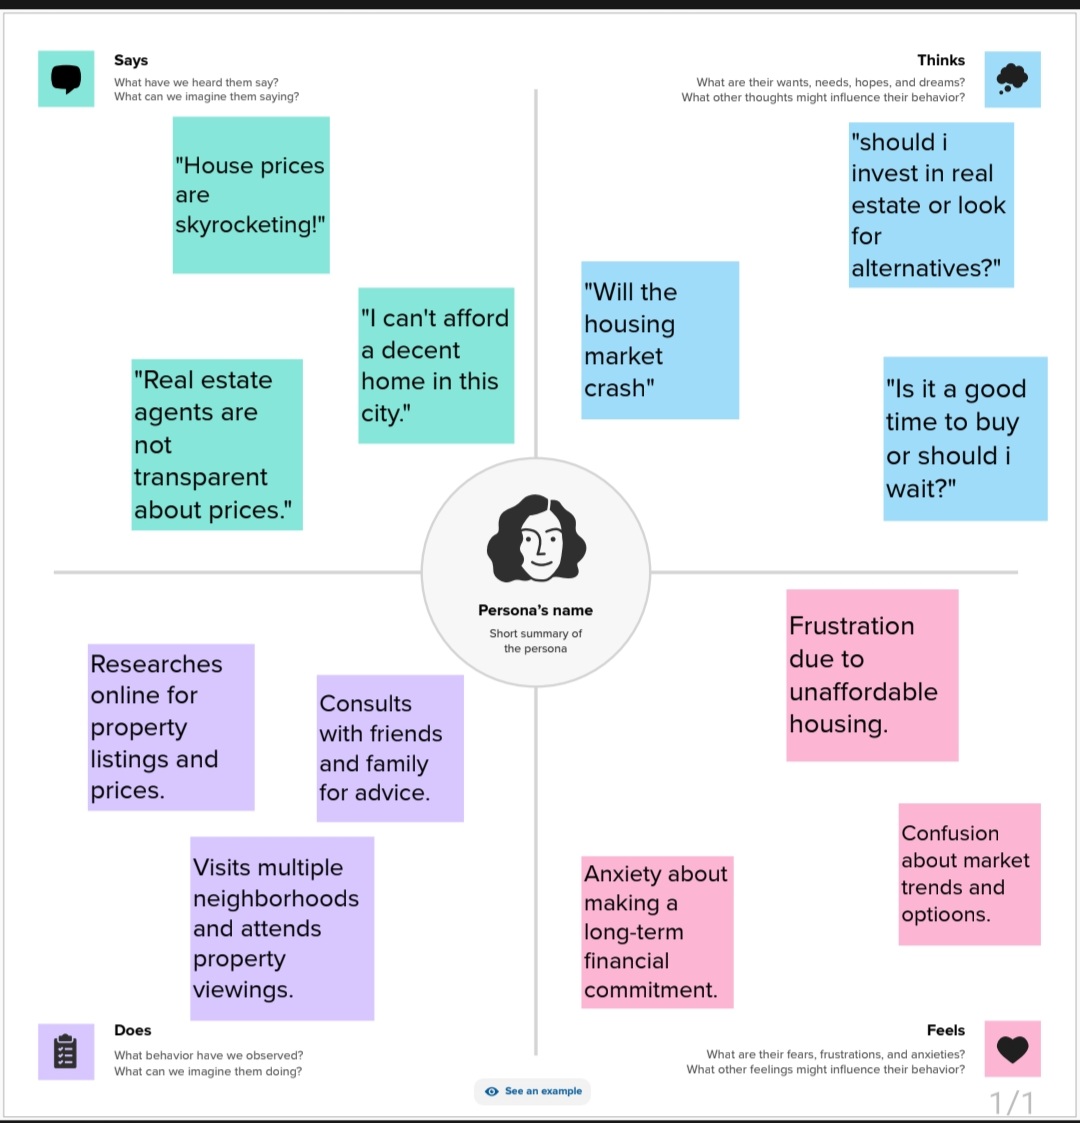 Says
What have we heard them say?
What can we imagine them saying?
"House prices
are
skyrocketing!"
"I can't afford
a decent
home in this
city."
"Real estate
agents are
not
transparent
about prices."
Thinks
What are their wants, needs, hopes, and dreams?
What other thoughts might influence their behavior?
"should i
invest in real
estate or look
for
alternatives?"
"Will the
housing
market
crash"
"Is it a good
time to buy
or should i
wait?"
Persona's name
Short summary of
the persona
Researches
online for
property
listings and
prices.
Consults
with friends
and family
for advice.
Visits multiple
neighborhoods
and attends
property
viewings.
Does
What behavior have we observed?
What can we imagine them doing?
Frustration
due to
unaffordable
housing.
Confusion
about market
trends and
optioons.
Anxiety about
making a
long-term
financial
commitment.
Feels
What are their fears, frustrations, and anxieties?
What other feelings might influence their behavior?
See an example
1/1